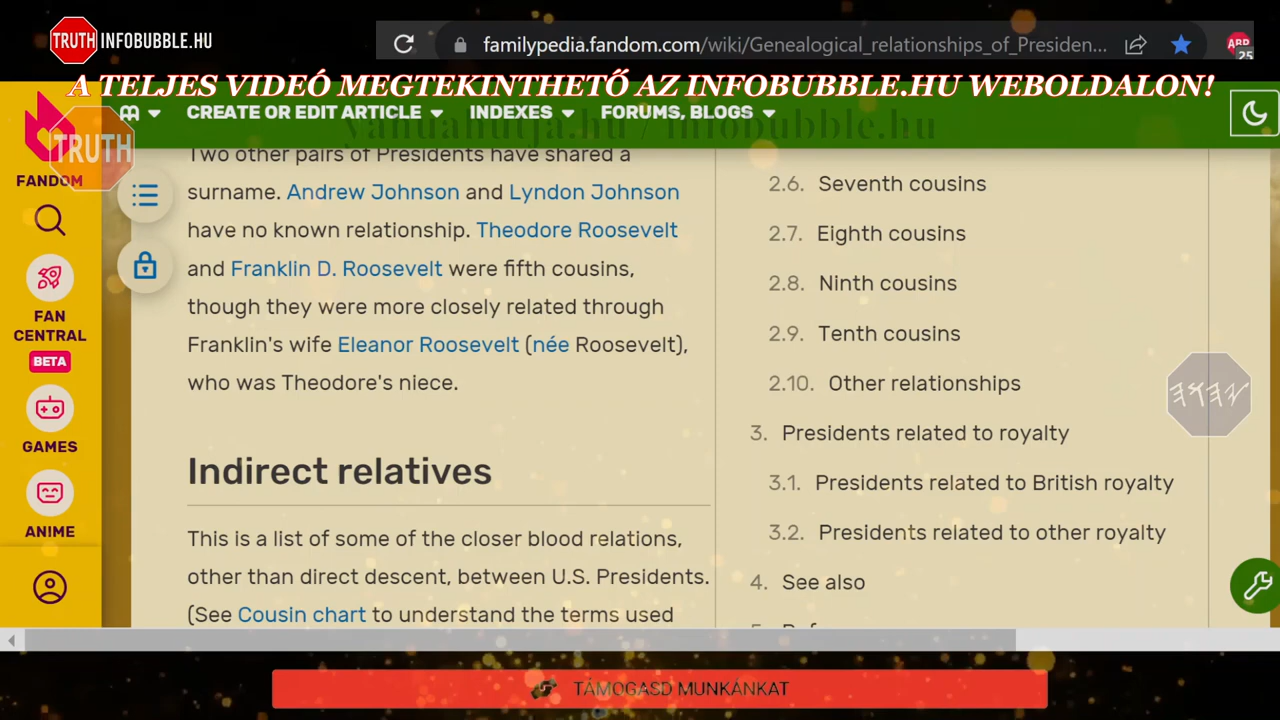 TRUTH INFOBUBBLE.HU
familypedia.fandom.com/wiki/Genealogical_relationships_of_Presiden...
ABP
25
A TELJES VIDEÓ MEGTEKINTHETŐ AZ INFOBUBBLE.HU WEBOLDALON!
CREATE OR EDIT ARTICLE
INDEXES
FORUMS, BLOGS
yahuahutja.hu / infobubble.hu
TRUTH
FANDOM
FAN
CENTRAL
BETA
GAMES
ANIME
Two other pairs of Presidents have shared a
surname. Andrew Johnson and Lyndon Johnson
have no known relationship. Theodore Roosevelt
and Franklin D. Roosevelt were fifth cousins,
though they were more closely related through
Franklin's wife Eleanor Roosevelt (née Roosevelt),
who was Theodore's niece.
Indirect relatives
This is a list of some of the closer blood relations,
other than direct descent, between U.S. Presidents.
(See Cousin chart to understand the terms used
2.6. Seventh cousins
2.7. Eighth cousins
2.8. Ninth cousins
2.9. Tenth cousins
2.10. Other relationships
3. Presidents related to royalty
3.1. Presidents related to British royalty
3.2. Presidents related to other royalty
4. See also
TÁMOGASD MUNKÁNKAT